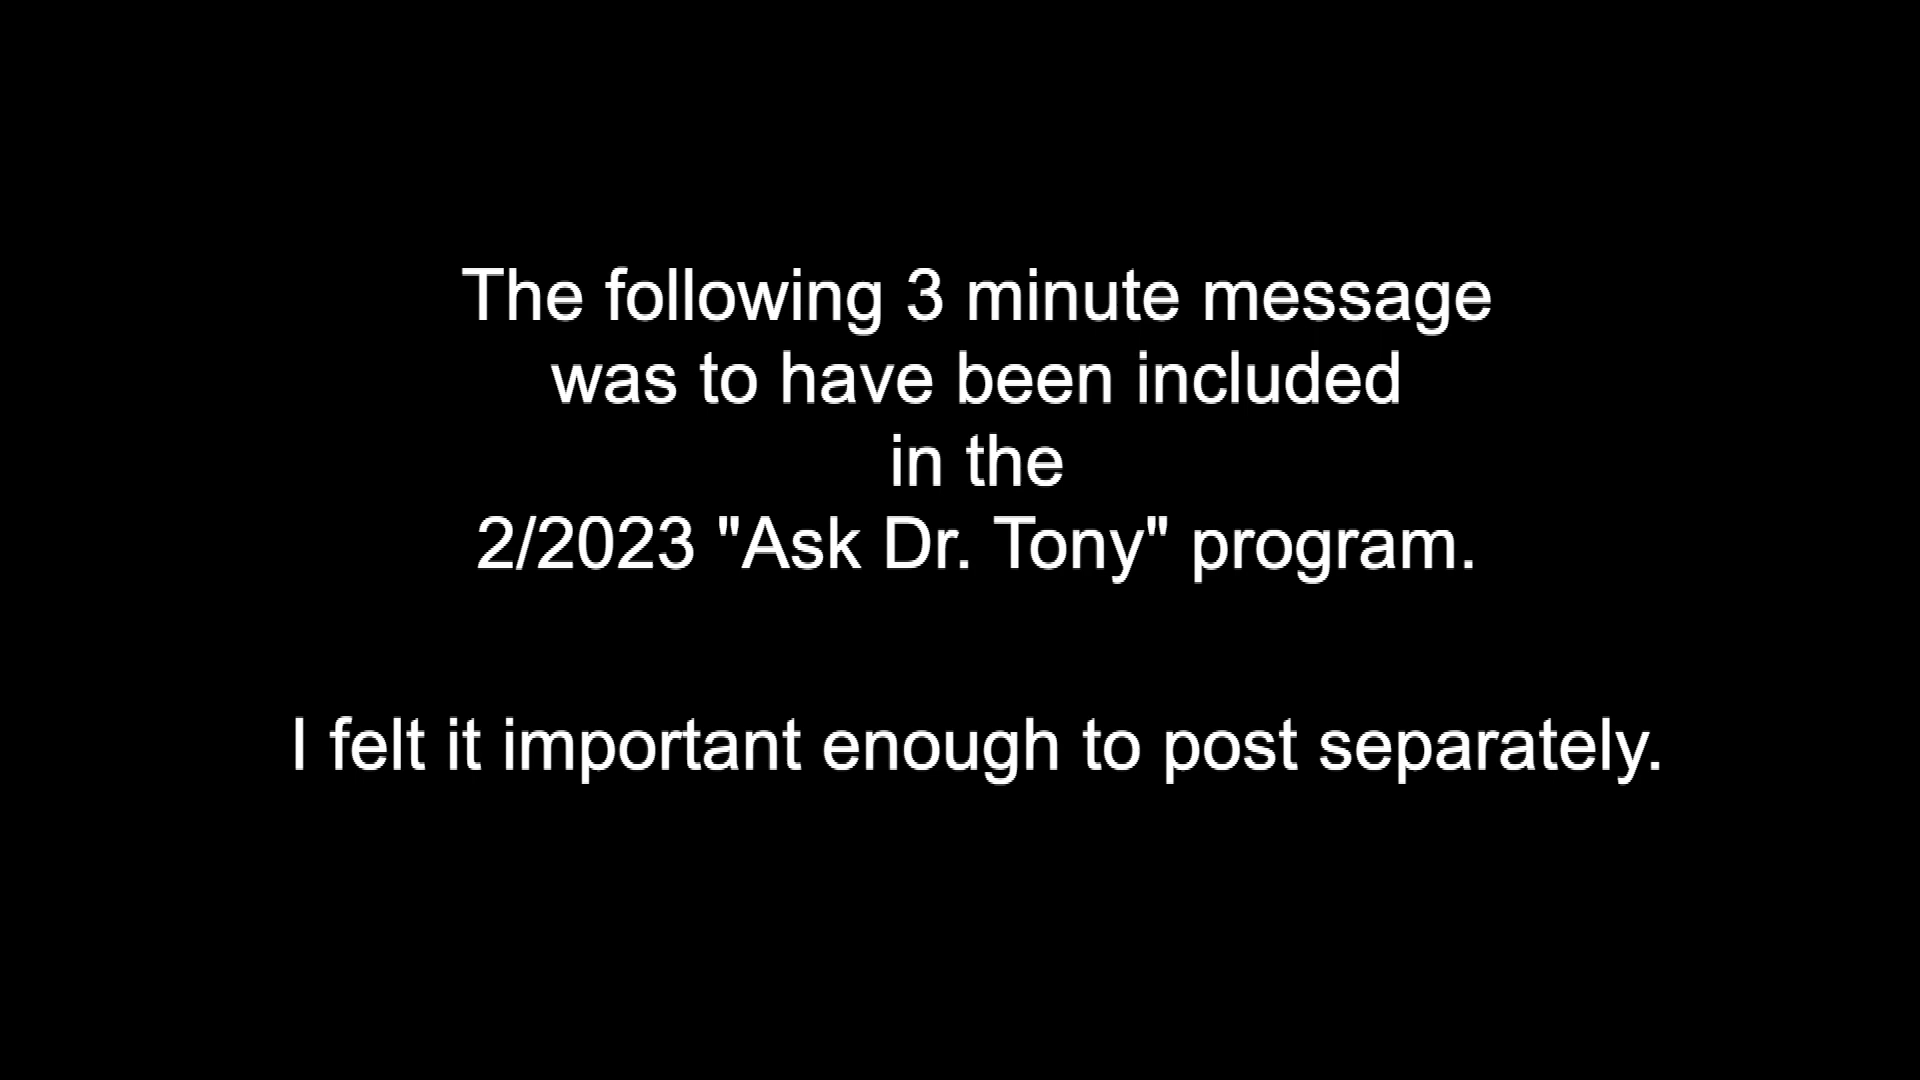 The following 3 minute message
was to have been included
in the
2/2023 "Ask Dr. Tony" program.
I felt it important enough to post separately.